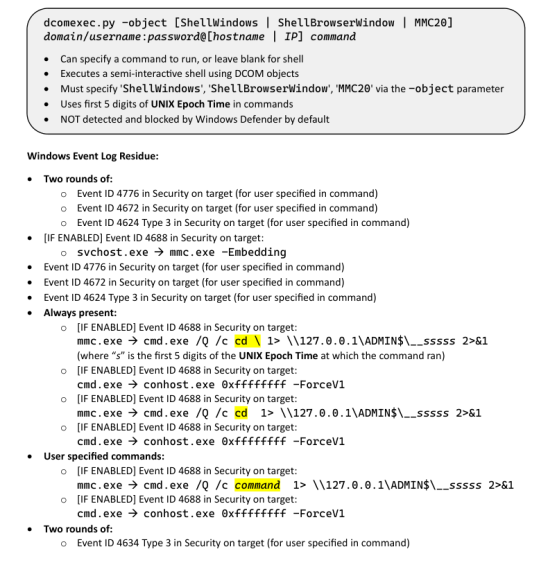 dcomexec.py -object [ShellWindows | ShellBrowserWindow | MMC20]
domain/username:password@[hostname | IP] command
• Can specify a command to run, or leave blank for shell
• Executes a semi-interactive shell using DCOM objects
• Must specify 'ShellWindows', 'ShellBrowserWindow', 'MMC20' via the -object parameter
• Uses first 5 digits of UNIX Epoch Time in commands
• NOT detected and blocked by Windows Defender by default
Windows Event Log Residue:
• Two rounds of:
o Event ID 4776 in Security on target (for user specified in command)
o Event ID 4672 in Security on target (for user specified in command)
o Event ID 4624 Type 3 in Security on target (for user specified in command)
• [IF ENABLED] Event ID 4688 in Security on target:
o svchost.exe → mmc.exe -Embedding
• Event ID 4776 in Security on target (for user specified in command)
• Event ID 4672 in Security on target (for user specified in command)
• Event ID 4624 Type 3 in Security on target (for user specified in command)
• Always present:
o [IF ENABLED] Event ID 4688 in Security on target:
mmc.exe → cmd.exe /Q /c cd \ 1> \\127.0.0.1\ADMIN$\__sssss 2>&1
(where "s" is the first 5 digits of the UNIX Epoch Time at which the command ran)
o [IF ENABLED] Event ID 4688 in Security on target:
cmd.exe → conhost.exe 0xffffffff -ForceV1
o [IF ENABLED] Event ID 4688 in Security on target:
mmc.exe → cmd.exe /Q /c cd 1> \\127.0.0.1\ADMIN$\__sssss 2>&1
o [IF ENABLED] Event ID 4688 in Security on target:
cmd.exe → conhost.exe 0xffffffff -ForceV1
• User specified commands:
o [IF ENABLED] Event ID 4688 in Security on target:
mmc.exe → cmd.exe /Q /c command 1> \\127.0.0.1\ADMIN$\__sssss 2>&1
o [IF ENABLED] Event ID 4688 in Security on target:
cmd.exe → conhost.exe 0xffffffff -ForceV1
• Two rounds of:
o Event ID 4634 Type 3 in Security on target (for user specified in command)